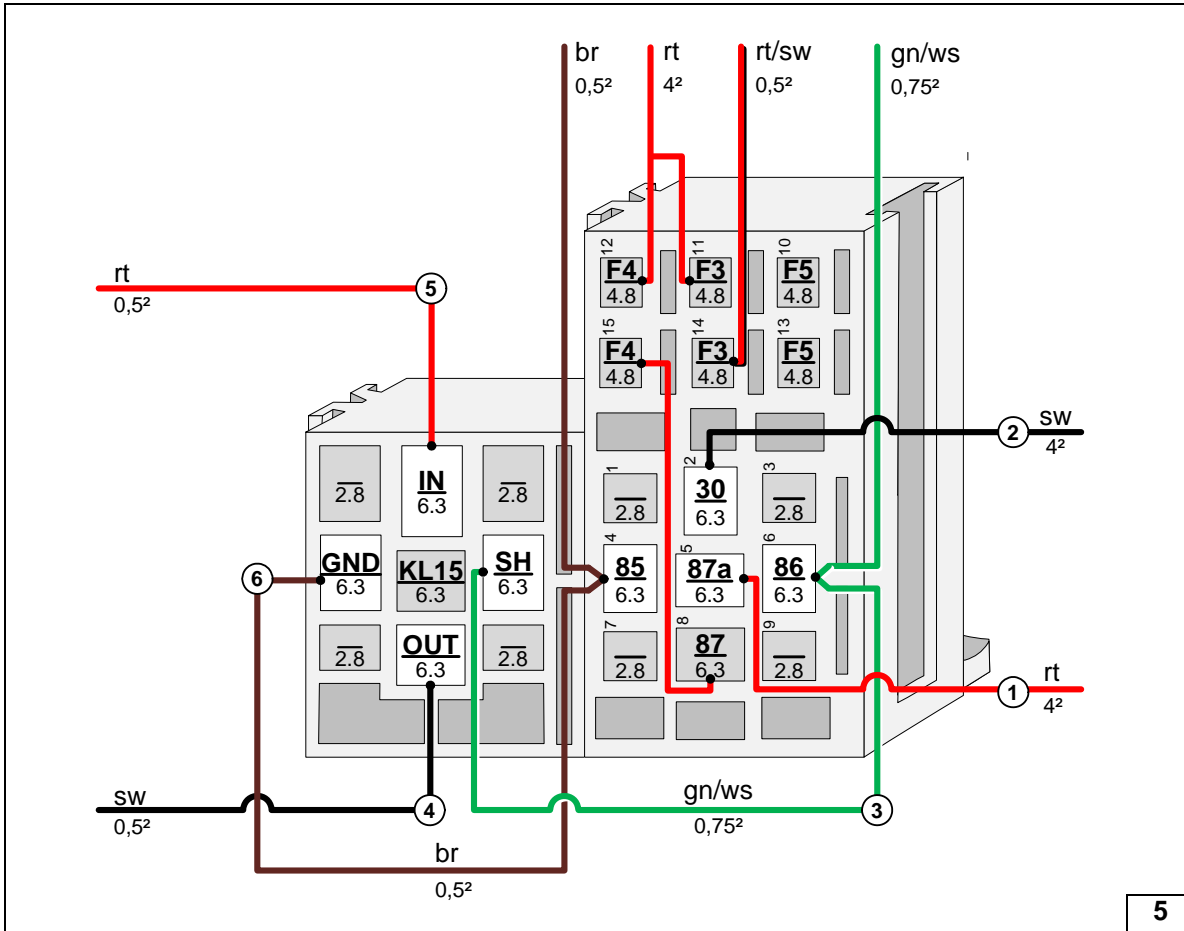 br
0,5²
rt
4²
rt/sw
0,5²
gn/ws
0,75²
12
F4
4.8
11
F3
4.8
10
F5
4.8
rt
0,5²
5
15
F4
4.8
14
F3
4.8
13
F5
4.8
2
sw
4²
2.8
IN
6.3
2.8
1
2.8
2
30
6.3
3
2.8
6
GND
6.3
KL15
6.3
SH
6.3
4
85
6.3
5
87a
6.3
6
86
6.3
2.8
OUT
6.3
2.8
7
2.8
8
87
6.3
9
2.8
1
rt
4²
sw
0,5²
4
gn/ws
0,75²
3
br
0,5²
5